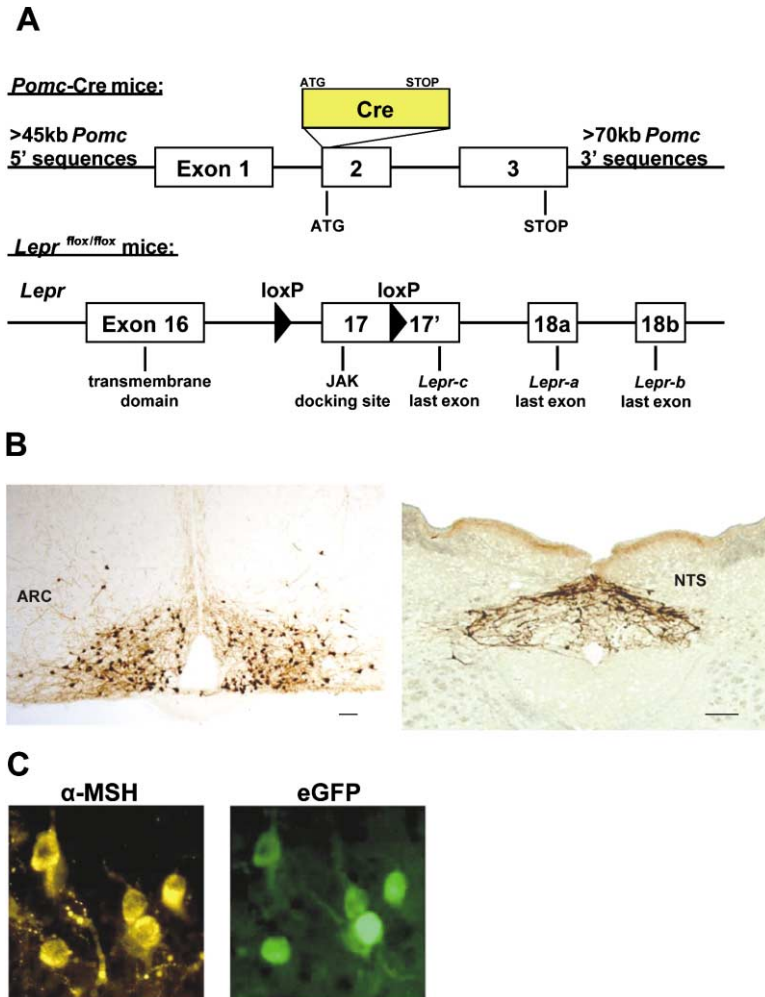 A
Pomc-Cre mice:
ATG STOP
Cre
>45kb Pomc
5’ sequences
>70kb Pomc
3’ sequences
Exon 1 2 3
ATG STOP
Lepr flox/flox mice:
Lepr loxP loxP
Exon 16 17 17’ 18a 18b
transmembrane
domain
JAK
docking site
Lepr-c
last exon
Lepr-a
last exon
Lepr-b
last exon
B
ARC
NTS
C
α-MSH eGFP